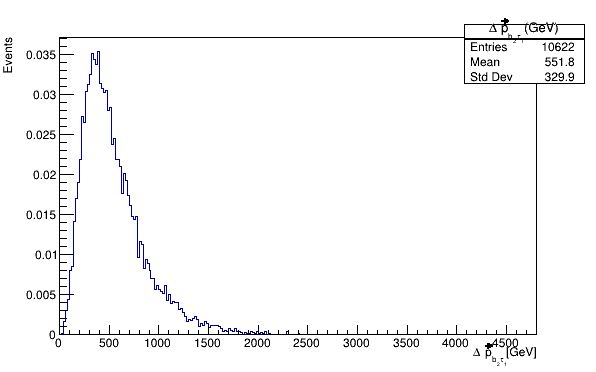 Δ p⃗ b₂τ₁ (GeV)
Entries 10622
Mean 551.8
Std Dev 329.9
Events
0.035
0.03
0.025
0.02
0.015
0.01
0.005
0
0 500 1000 1500 2000 2500 3000 3500 4000 4500
Δ p⃗ b₂τ₁ [GeV]